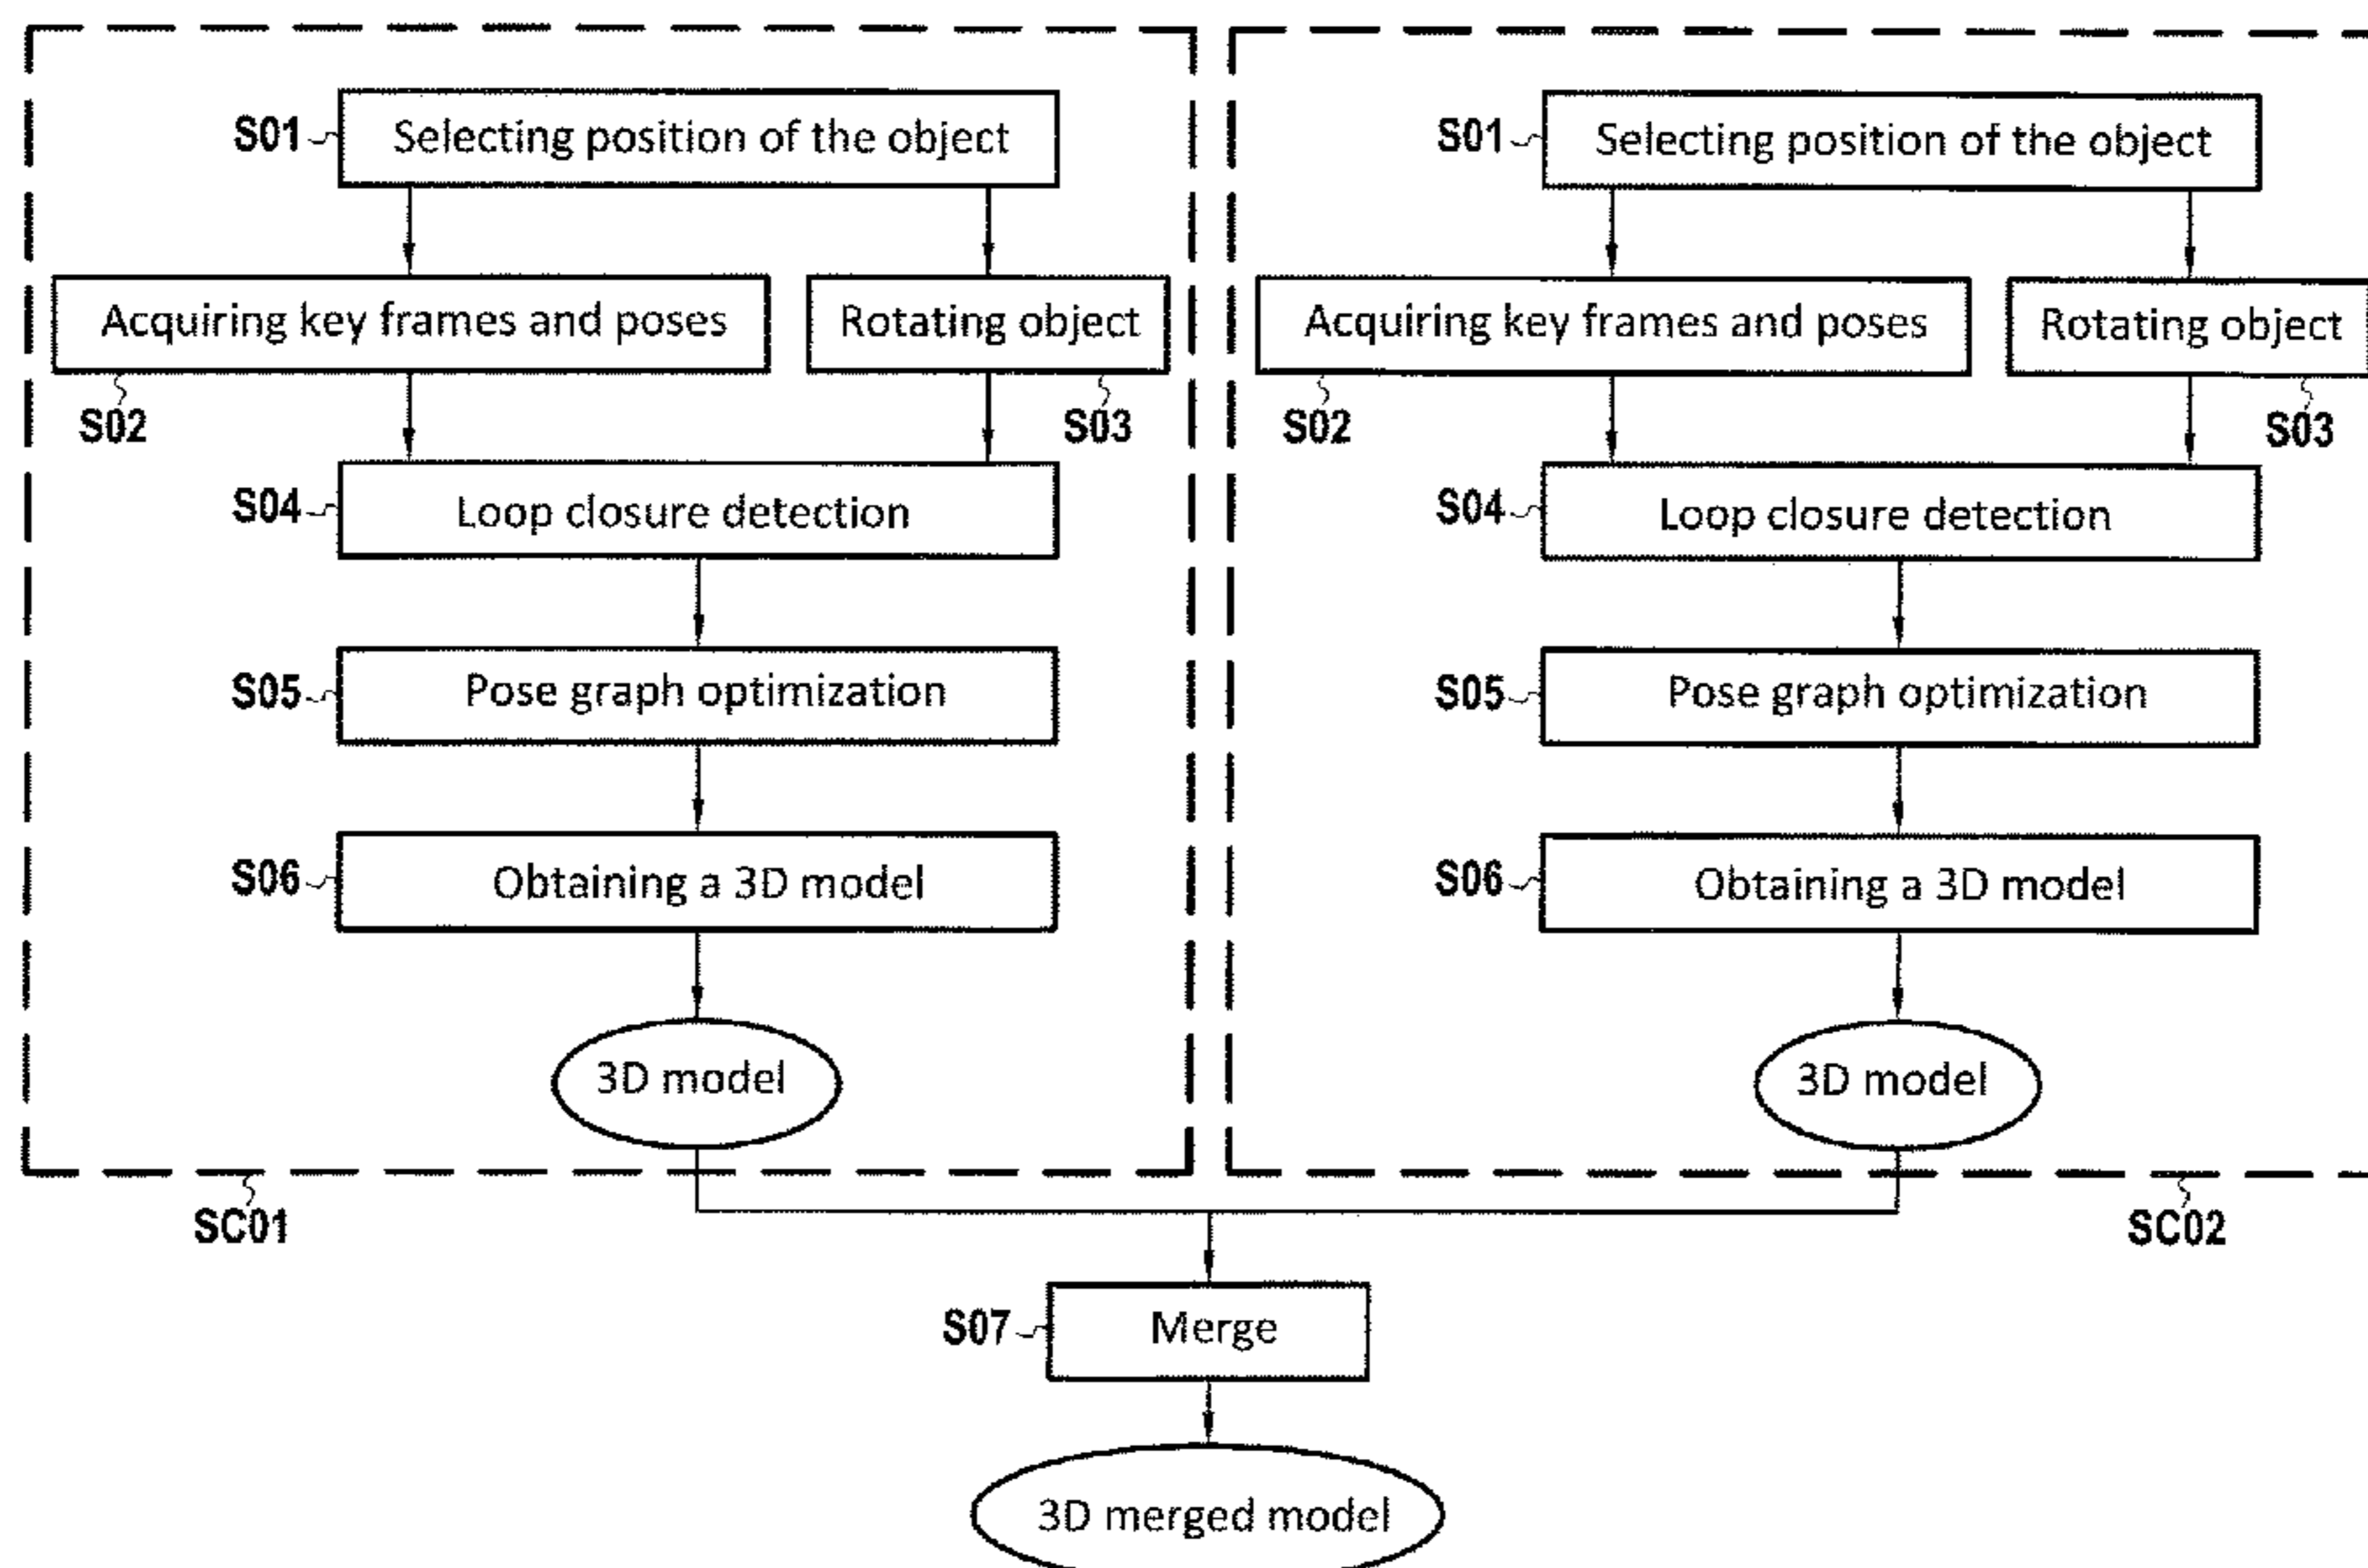 S01 Selecting position of the object
Acquiring key frames and poses
Rotating object
S02
S03
S04 Loop closure detection
S05 Pose graph optimization
S06 Obtaining a 3D model
3D model
SC01
S01 Selecting position of the object
Acquiring key frames and poses
Rotating object
S02
S03
S04 Loop closure detection
S05 Pose graph optimization
S06 Obtaining a 3D model
3D model
SC02
S07 Merge
3D merged model